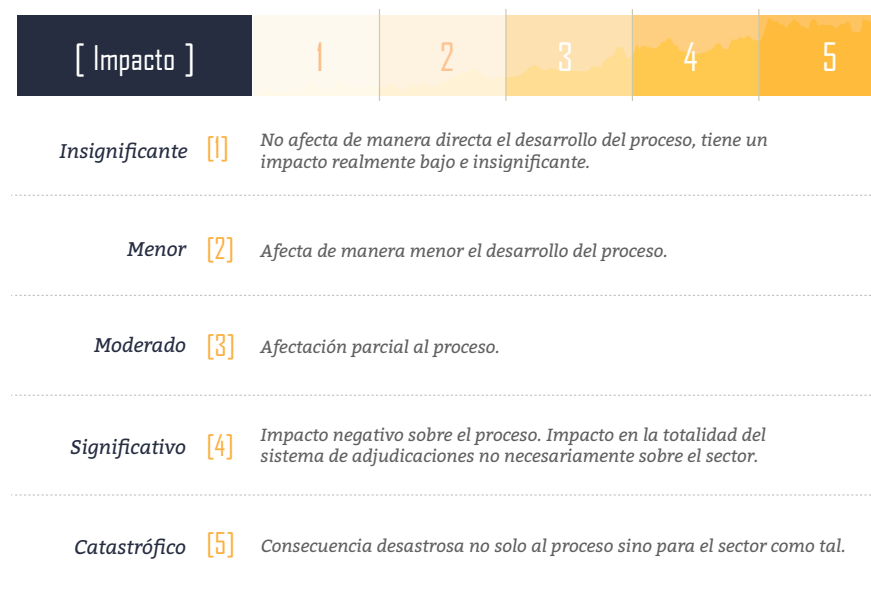 [ Impacto ] 1 2 3 4 5
Insignificante [1] No afecta de manera directa el desarrollo del proceso, tiene un
impacto realmente bajo e insignificante.
Menor [2] Afecta de manera menor el desarrollo del proceso.
Moderado [3] Afectación parcial al proceso.
Significativo [4] Impacto negativo sobre el proceso. Impacto en la totalidad del
sistema de adjudicaciones no necesariamente sobre el sector.
Catastrófico [5] Consecuencia desastrosa no solo al proceso sino para el sector como tal.